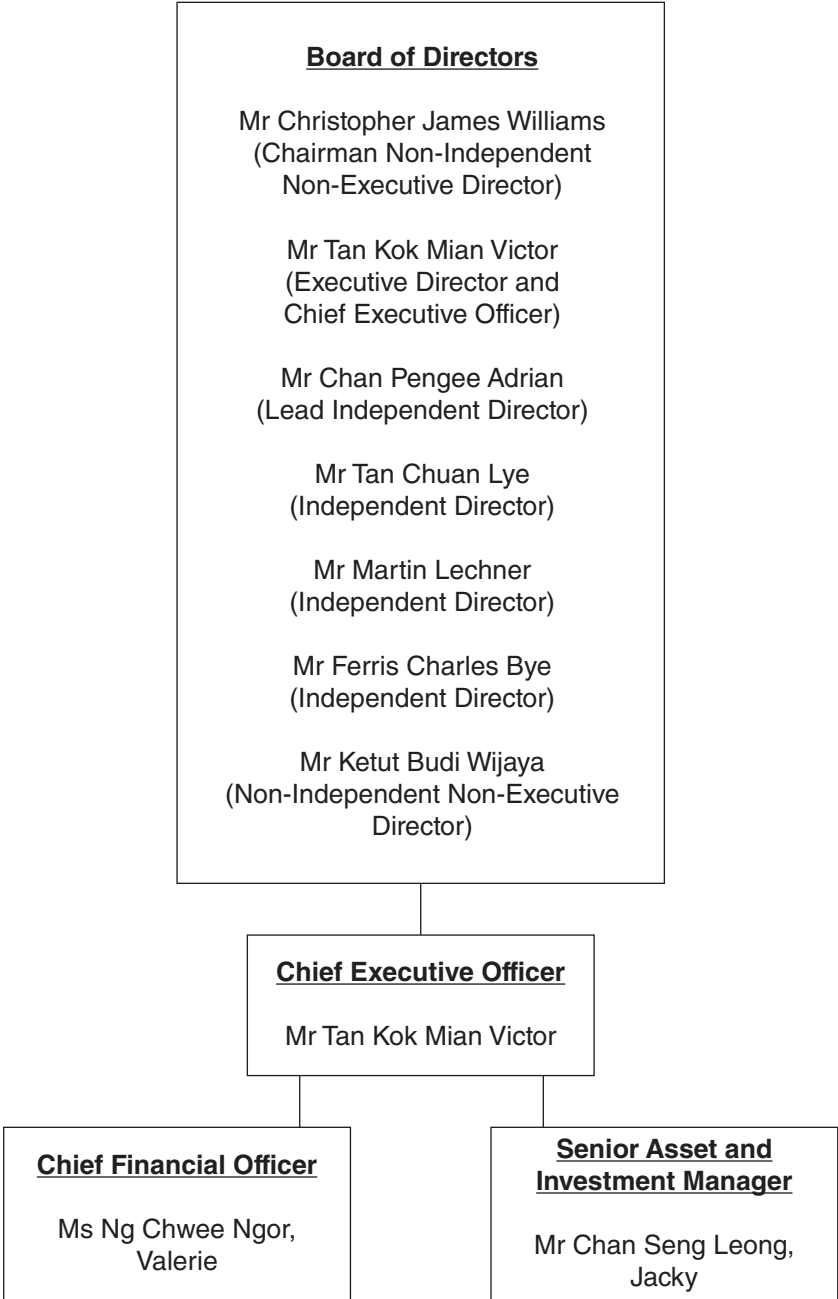 Board of Directors
Mr Christopher James Williams
(Chairman Non-Independent
Non-Executive Director)
Mr Tan Kok Mian Victor
(Executive Director and
Chief Executive Officer)
Mr Chan Pengee Adrian
(Lead Independent Director)
Mr Tan Chuan Lye
(Independent Director)
Mr Martin Lechner
(Independent Director)
Mr Ferris Charles Bye
(Independent Director)
Mr Ketut Budi Wijaya
(Non-Independent Non-Executive
Director)
Chief Executive Officer
Mr Tan Kok Mian Victor
Chief Financial Officer
Ms Ng Chwee Ngor,
Valerie
Senior Asset and
Investment Manager
Mr Chan Seng Leong,
Jacky